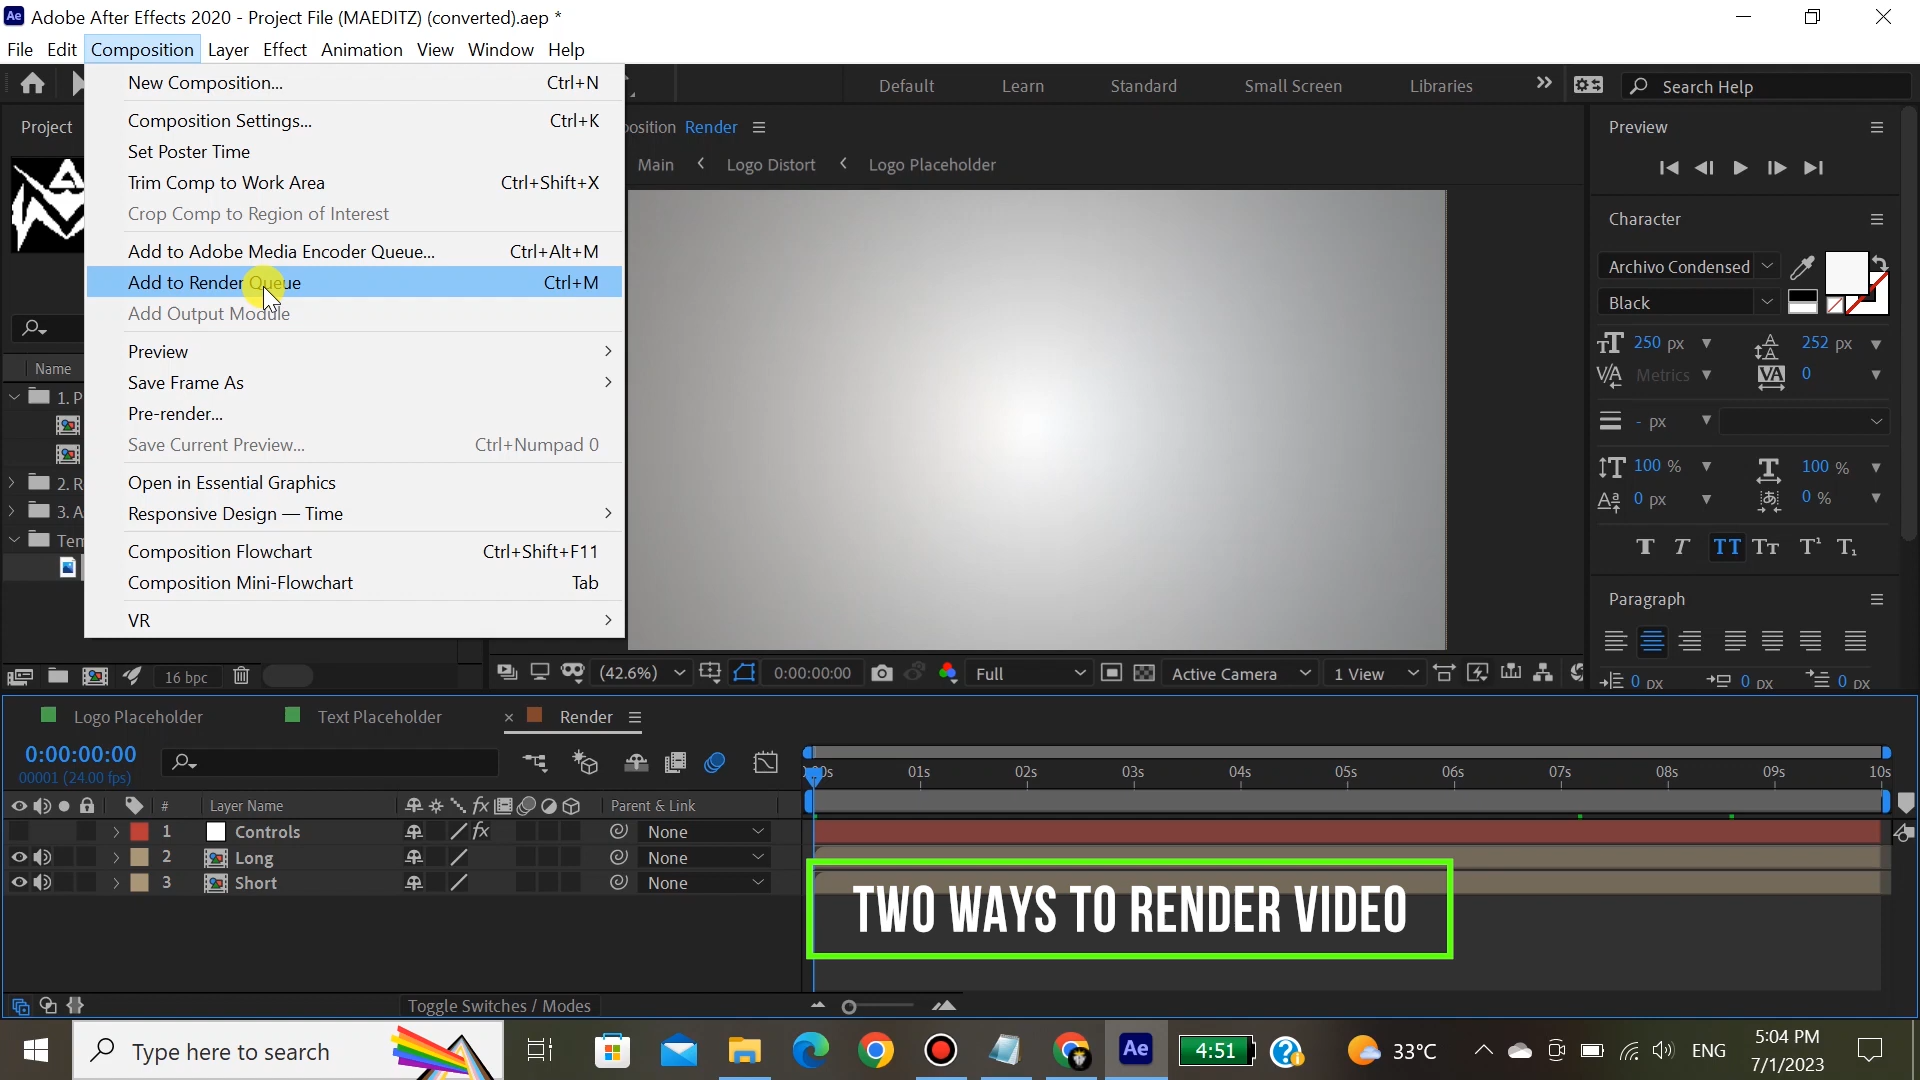 Ae Adobe After Effects 2020 - Project File (MAEDITZ) (converted).aep *
File Edit Composition Layer Effect Animation View Window Help
Default Learn Standard Small Screen Libraries Search Help
New Composition... Ctrl+N
Composition Settings... Ctrl+K
Set Poster Time
Trim Comp to Work Area Ctrl+Shift+X
Crop Comp to Region of Interest
Add to Adobe Media Encoder Queue... Ctrl+Alt+M
Add to Render Queue Ctrl+M
Add Output Module
Preview
Save Frame As
Pre-render...
Save Current Preview... Ctrl+Numpad 0
Open in Essential Graphics
Responsive Design — Time
Composition Flowchart Ctrl+Shift+F11
Composition Mini-Flowchart Tab
VR
Project
Name
1. P
2. R
3. A
Tem
16 bpc
position Render
Main Logo Distort Logo Placeholder
(42.6%) 0:00:00:00 Full Active Camera 1 View
Preview
Character
Archivo Condensed
Black
250 px 252 px
Metrics 0
- px
100 % 100 %
0 px 0 %
Paragraph
0 px 0 px 0 px
Logo Placeholder Text Placeholder Render
0:00:00:00
00001 (24.00 fps)
01s 02s 03s 04s 05s 06s 07s 08s 09s 10s
# Layer Name Parent & Link
1 Controls None
2 Long None
3 Short None
TWO WAYS TO RENDER VIDEO
Toggle Switches / Modes
Type here to search
Ae
4:51
33°C
ENG
5:04 PM
7/1/2023